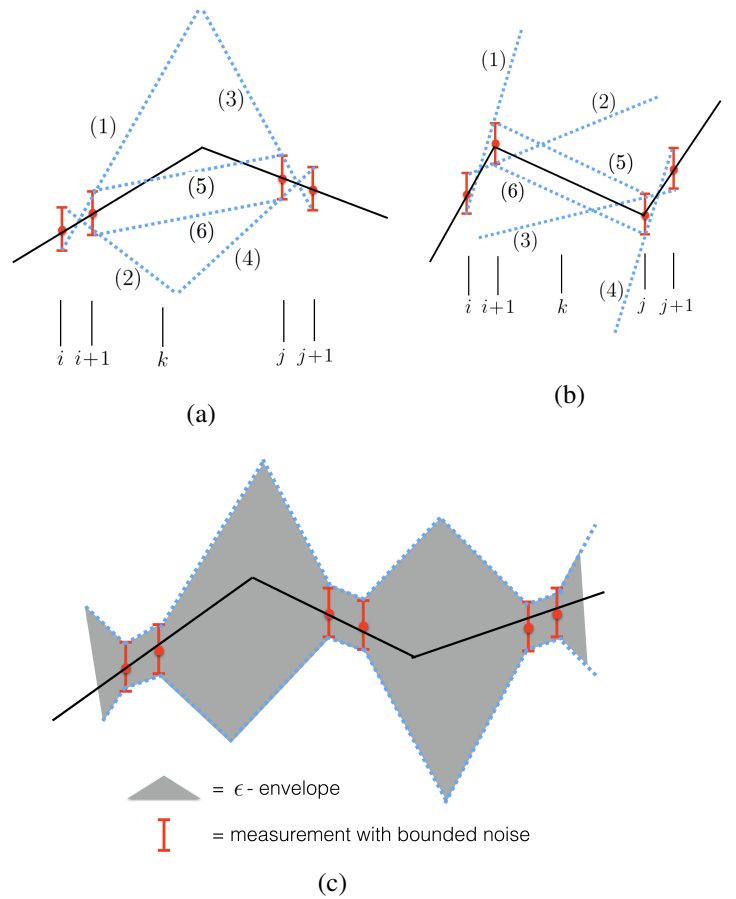 (1)
(3)
(5)
(6)
(2)
(4)
i i+1 k j j+1
(a)
(1)
(2)
(5)
(6)
(3)
(4)
i i+1 k j j+1
(b)
= ϵ - envelope
= measurement with bounded noise
(c)